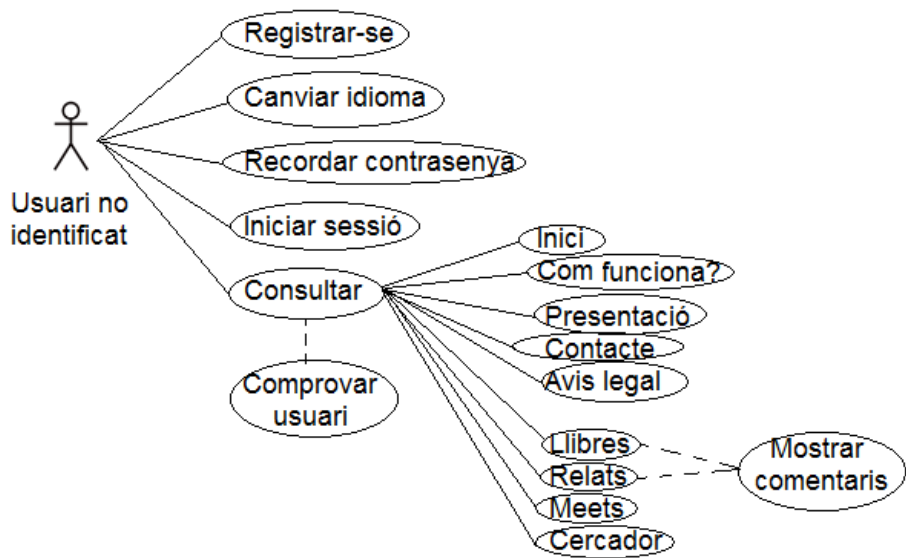 Registrar-se
Canviar idioma
Recordar contrasenya
Usuari no
identificat
Iniciar sessió
Consultar
Comprovar
usuari
Inici
Com funciona?
Presentació
Contacte
Avis legal
Llibres
Relats
Meets
Cercador
Mostrar
comentaris